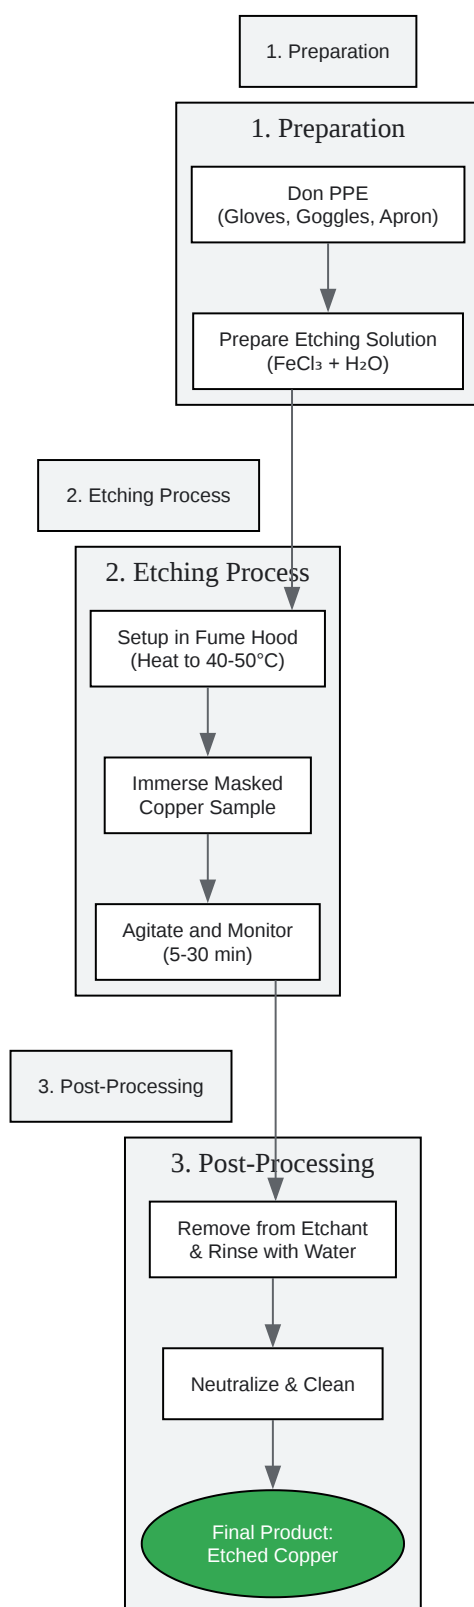 1. Preparation
1. Preparation
Don PPE
(Gloves, Goggles, Apron)
Prepare Etching Solution
(FeCl₃ + H₂O)
2. Etching Process
2. Etching Process
Setup in Fume Hood
(Heat to 40-50°C)
Immerse Masked
Copper Sample
Agitate and Monitor
(5-30 min)
3. Post-Processing
3. Post-Processing
Remove from Etchant
& Rinse with Water
Neutralize & Clean
Final Product:
Etched Copper